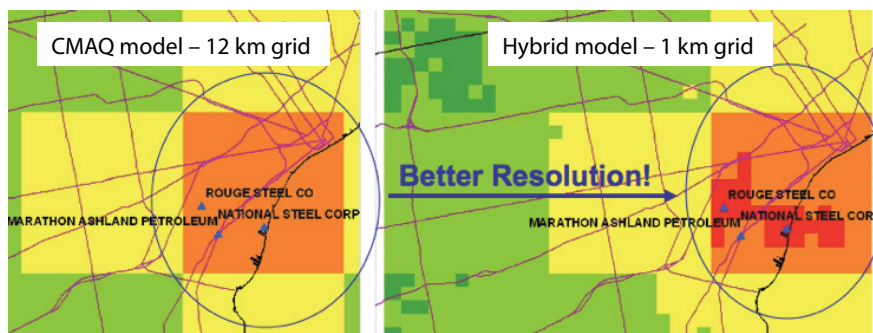 CMAQ model – 12 km grid
ROUGE STEEL CO
MARATHON ASHLAND PETROLEUM
NATIONAL STEEL CORP
Hybrid model – 1 km grid
Better Resolution!
ROUGE STEEL CO
MARATHON ASHLAND PETROLEUM
NATIONAL STEEL COR